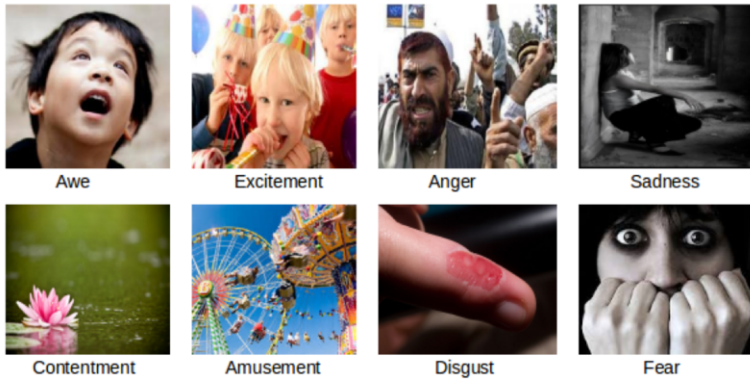 Awe
Excitement
Anger
Sadness
Contentment
Amusement
Disgust
Fear